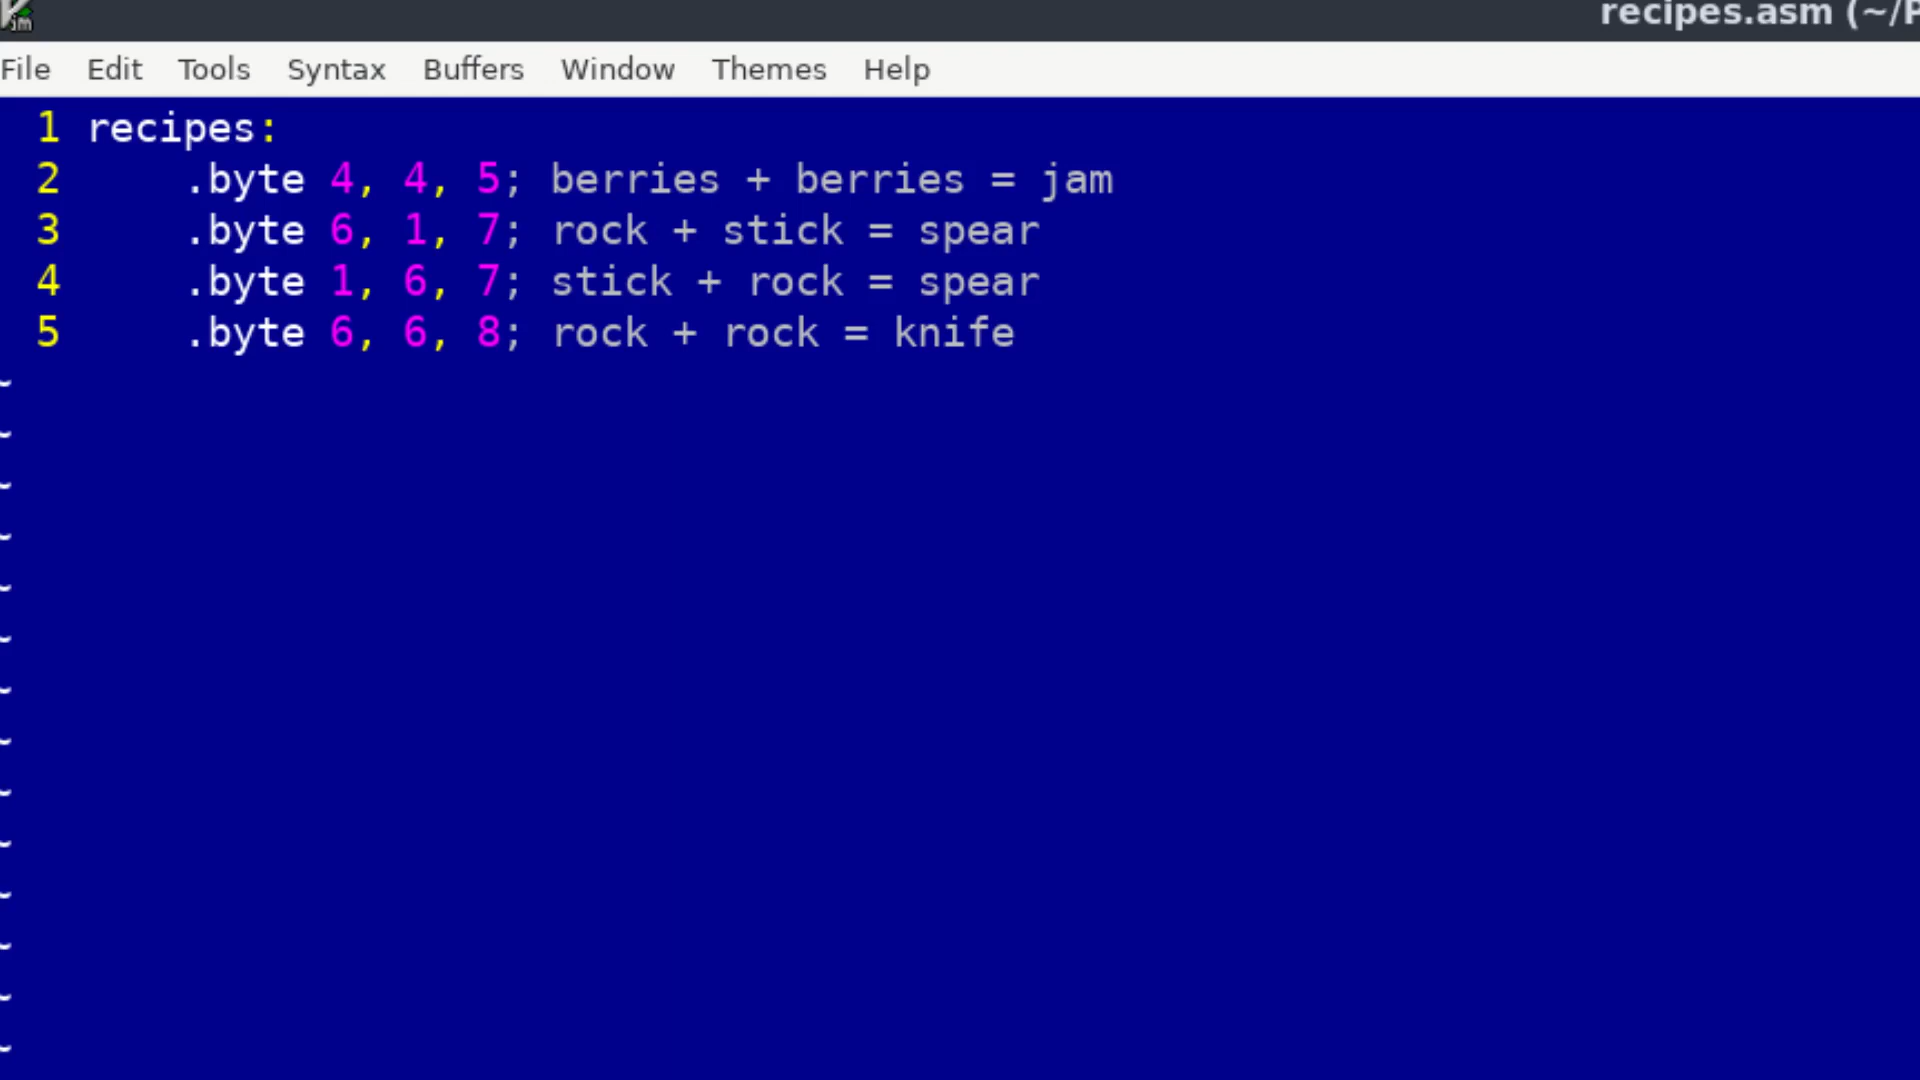 recipes.asm (~/P
File Edit Tools Syntax Buffers Window Themes Help
1 recipes:
2 .byte 4, 4, 5; berries + berries = jam
3 .byte 6, 1, 7; rock + stick = spear
4 .byte 1, 6, 7; stick + rock = spear
5 .byte 6, 6, 8; rock + rock = knife
~
~
~
~
~
~
~
~
~
~
~
~
~
~